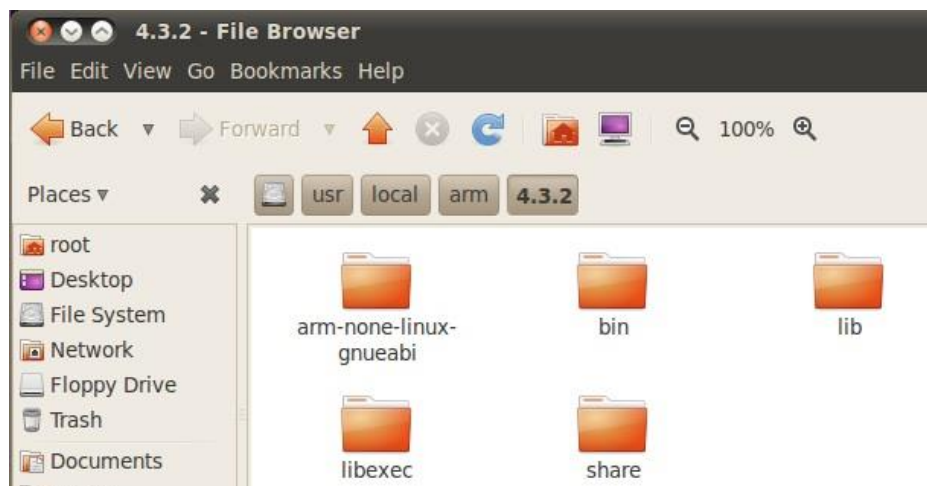 4.3.2 - File Browser
File Edit View Go Bookmarks Help
Back Forward 100%
Places usr local arm 4.3.2
root
Desktop
File System
Network
Floppy Drive
Trash
Documents
arm-none-linux-
gnueabi
bin
lib
libexec
share